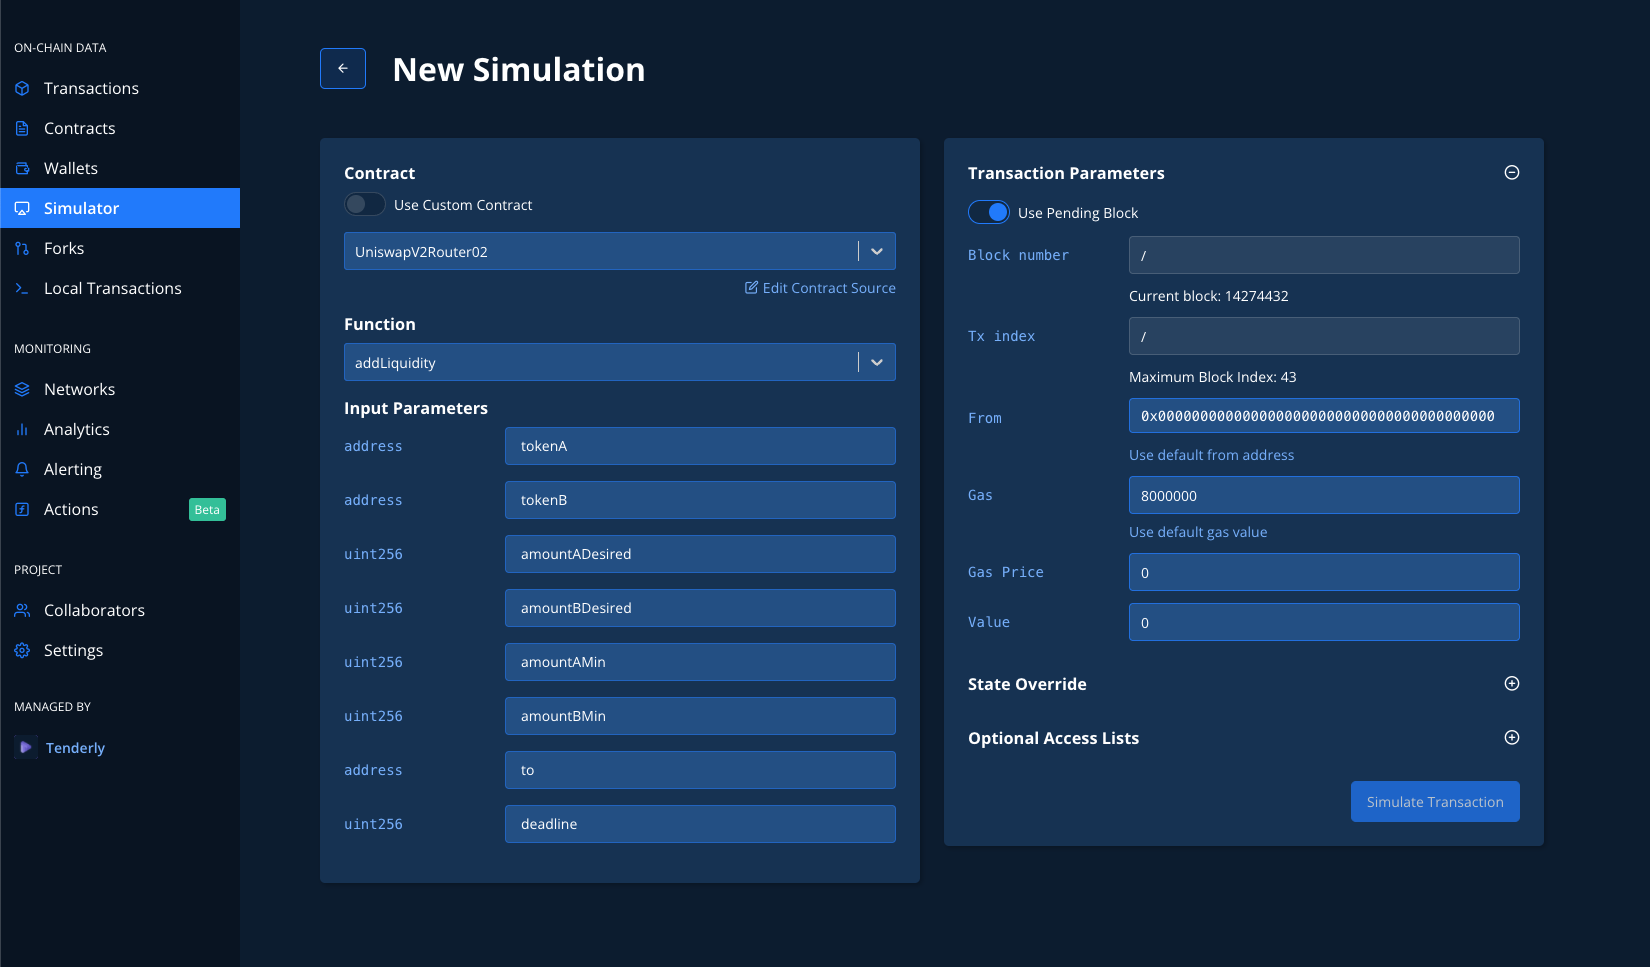 ON-CHAIN DATA
Transactions
Contracts
Wallets
Simulator
Forks
Local Transactions
MONITORING
Networks
Analytics
Alerting
Actions
Beta
PROJECT
Collaborators
Settings
MANAGED BY
Tenderly
New Simulation
Contract
Use Custom Contract
UniswapV2Router02
Edit Contract Source
Function
addLiquidity
Input Parameters
address tokenA
address tokenB
uint256 amountADesired
uint256 amountBDesired
uint256 amountAMin
uint256 amountBMin
address to
uint256 deadline
Transaction Parameters
Use Pending Block
Block number /
Current block: 14274432
Tx index /
Maximum Block Index: 43
From 0x0000000000000000000000000000000000000000
Use default from address
Gas 8000000
Use default gas value
Gas Price 0
Value 0
State Override
Optional Access Lists
Simulate Transaction